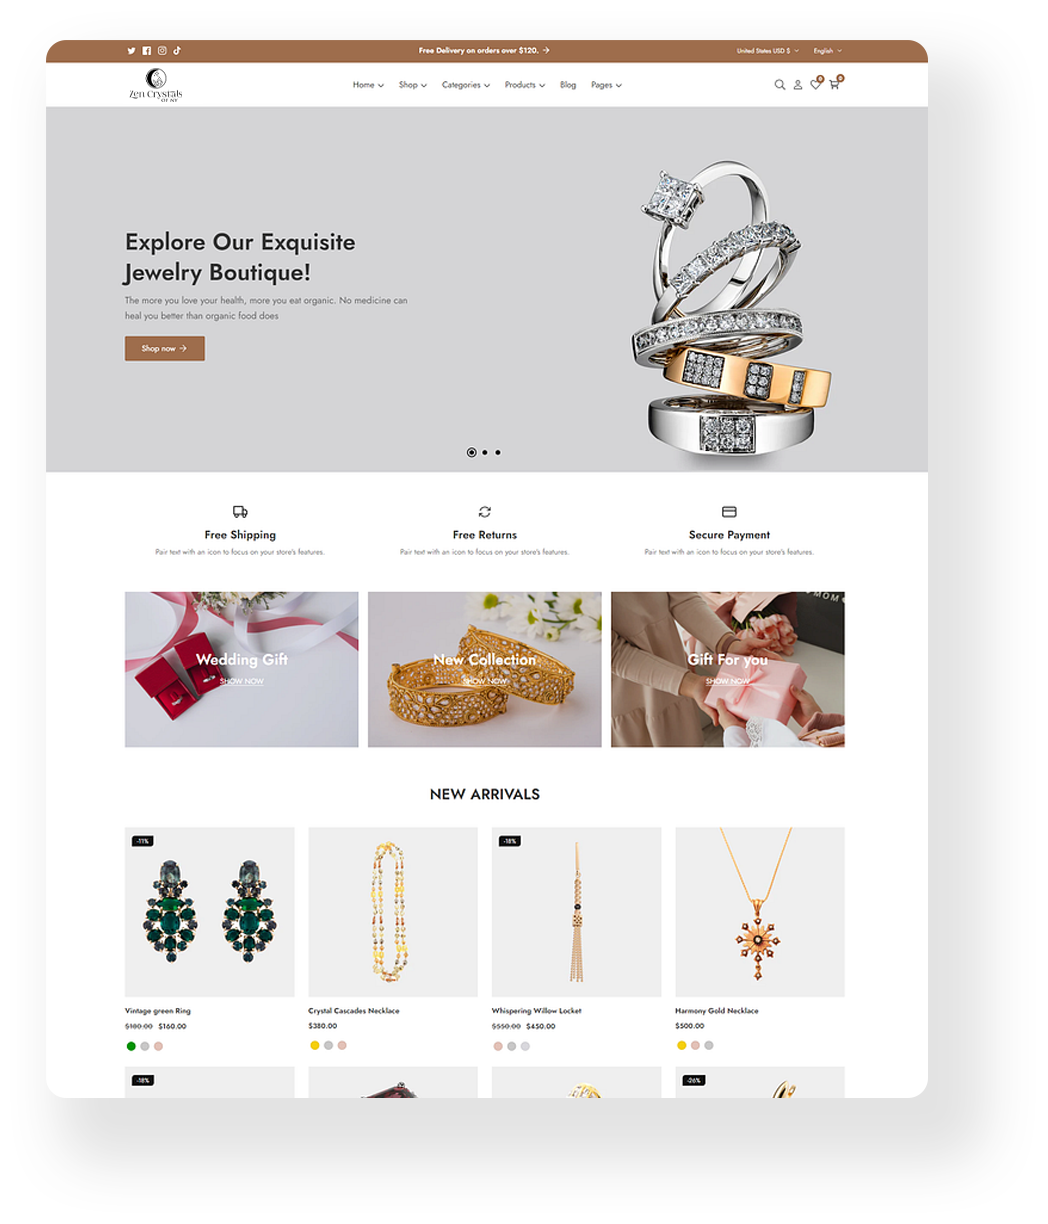 Free Delivery on orders over $120.
United States USD $
English
Zen Crystals
OF NY
Home
Shop
Categories
Products
Blog
Pages
0
0
Explore Our Exquisite
Jewelry Boutique!
The more you love your health, more you eat organic. No medicine can
heal you better than organic food does
Shop now
Free Shipping
Free Returns
Secure Payment
Pair text with an icon to focus on your store's features.
Pair text with an icon to focus on your store's features.
Pair text with an icon to focus on your store's features.
MOM
Wedding Gift
SHOW NOW
New Collection
SHOW NOW
Gift For you
SHOW NOW
NEW ARRIVALS
-11%
-18%
Vintage green Ring
$180.00 $160.00
Crystal Cascades Necklace
$380.00
Whispering Willow Locket
$550.00 $450.00
Harmony Gold Necklace
$500.00
-18%
-26%